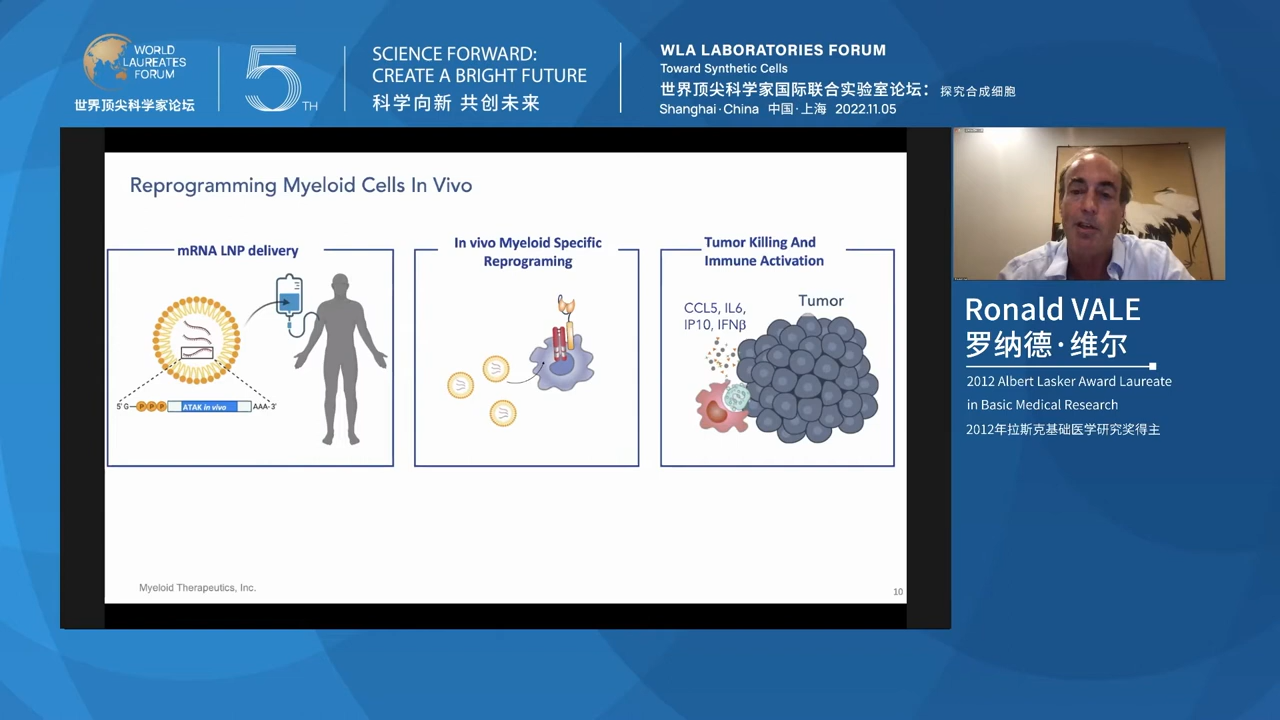 WORLD
LAUREATES
FORUM
世界顶尖科学家论坛
5TH
SCIENCE FORWARD:
CREATE A BRIGHT FUTURE
科学向新 共创未来
WLA LABORATORIES FORUM
Toward Synthetic Cells
世界顶尖科学家国际联合实验室论坛：探究合成细胞
Shanghai·China 中国·上海 2022.11.05
Reprogramming Myeloid Cells In Vivo
mRNA LNP delivery
5' G
P P P
ATAK in vivo
AAA-3'
In vivo Myeloid Specific
Reprograming
Tumor Killing And
Immune Activation
CCL5, IL6,
IP10, IFNβ
Tumor
Myeloid Therapeutics, Inc.
10
Ronald VALE
罗纳德·维尔
2012 Albert Lasker Award Laureate
in Basic Medical Research
2012年拉斯克基础医学研究奖得主